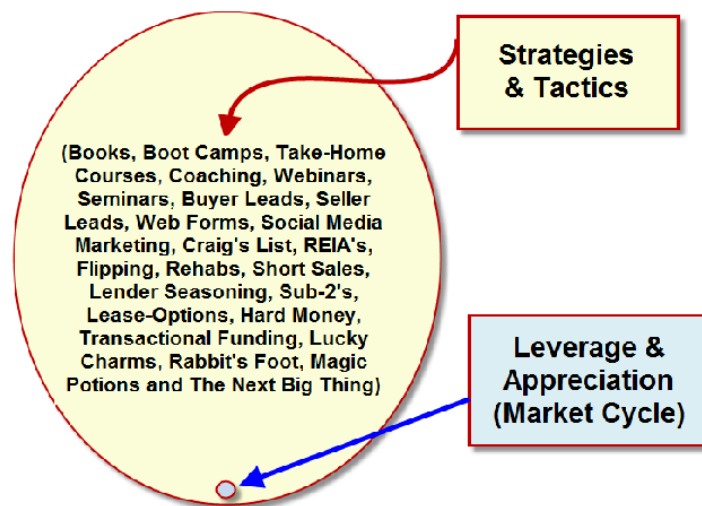 Strategies
& Tactics
(Books, Boot Camps, Take-Home
Courses, Coaching, Webinars,
Seminars, Buyer Leads, Seller
Leads, Web Forms, Social Media
Marketing, Craig's List, REIA's,
Flipping, Rehabs, Short Sales,
Lender Seasoning, Sub-2's,
Lease-Options, Hard Money,
Transactional Funding, Lucky
Charms, Rabbit's Foot, Magic
Potions and The Next Big Thing)
Leverage &
Appreciation
(Market Cycle)